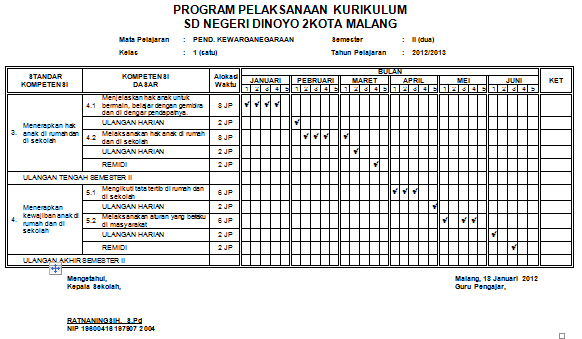 PROGRAM PELAKSANAAN KURIKULUM
SD NEGERI DINOYO 2KOTA MALANG
Mata Pelajaran : PEND. KEWARGANEGARAAN Semester : II (dua)
Kelas : 1 (satu) Tahun Pelajaran : 2012/2013
STANDAR KOMPETENSI KOMPETENSI DASAR Alokasi Waktu BULAN KET
JANUARI PEBRUARI MARET APRIL MEI JUNI
1 2 3 4 5 1 2 3 4 5 1 2 3 4 5 1 2 3 4 5 1 2 3 4 5 1 2 3 4 5
3. Menerapkan hak anak di rumah dan di sekolah
4.1 Menjelaskan hak anak untuk bermain, belajar dengan gembira dan di dengar pendapatnya. 8 JP √ √ √ √
ULANGAN HARIAN 2 JP √
4.2 Melaksanakan hak anak di rumah dan di sekolah 8 JP √ √ √ √
ULANGAN HARIAN 2 JP √
REMIDI 2 JP √
ULANGAN TENGAH SEMESTER II
4. Menerapkan kewajiban anak di rumah dan di sekolah
5.1 Mengikuti tata tertib di rumah dan di sekolah 6 JP √ √ √
ULANGAN HARIAN 2 JP √
5.2 Melaksanakan aturan yang berlaku di masyarakat 6 JP √ √ √
ULANGAN HARIAN 2 JP √
REMIDI 2 JP √
ULANGAN AKHIR SEMESTER II
Mengetahui, Malang, 18 Januari 2012
Kepala Sekolah, Guru Pengajar,
RATNANINGSIH, S.Pd
NIP 19600416 197907 2 004